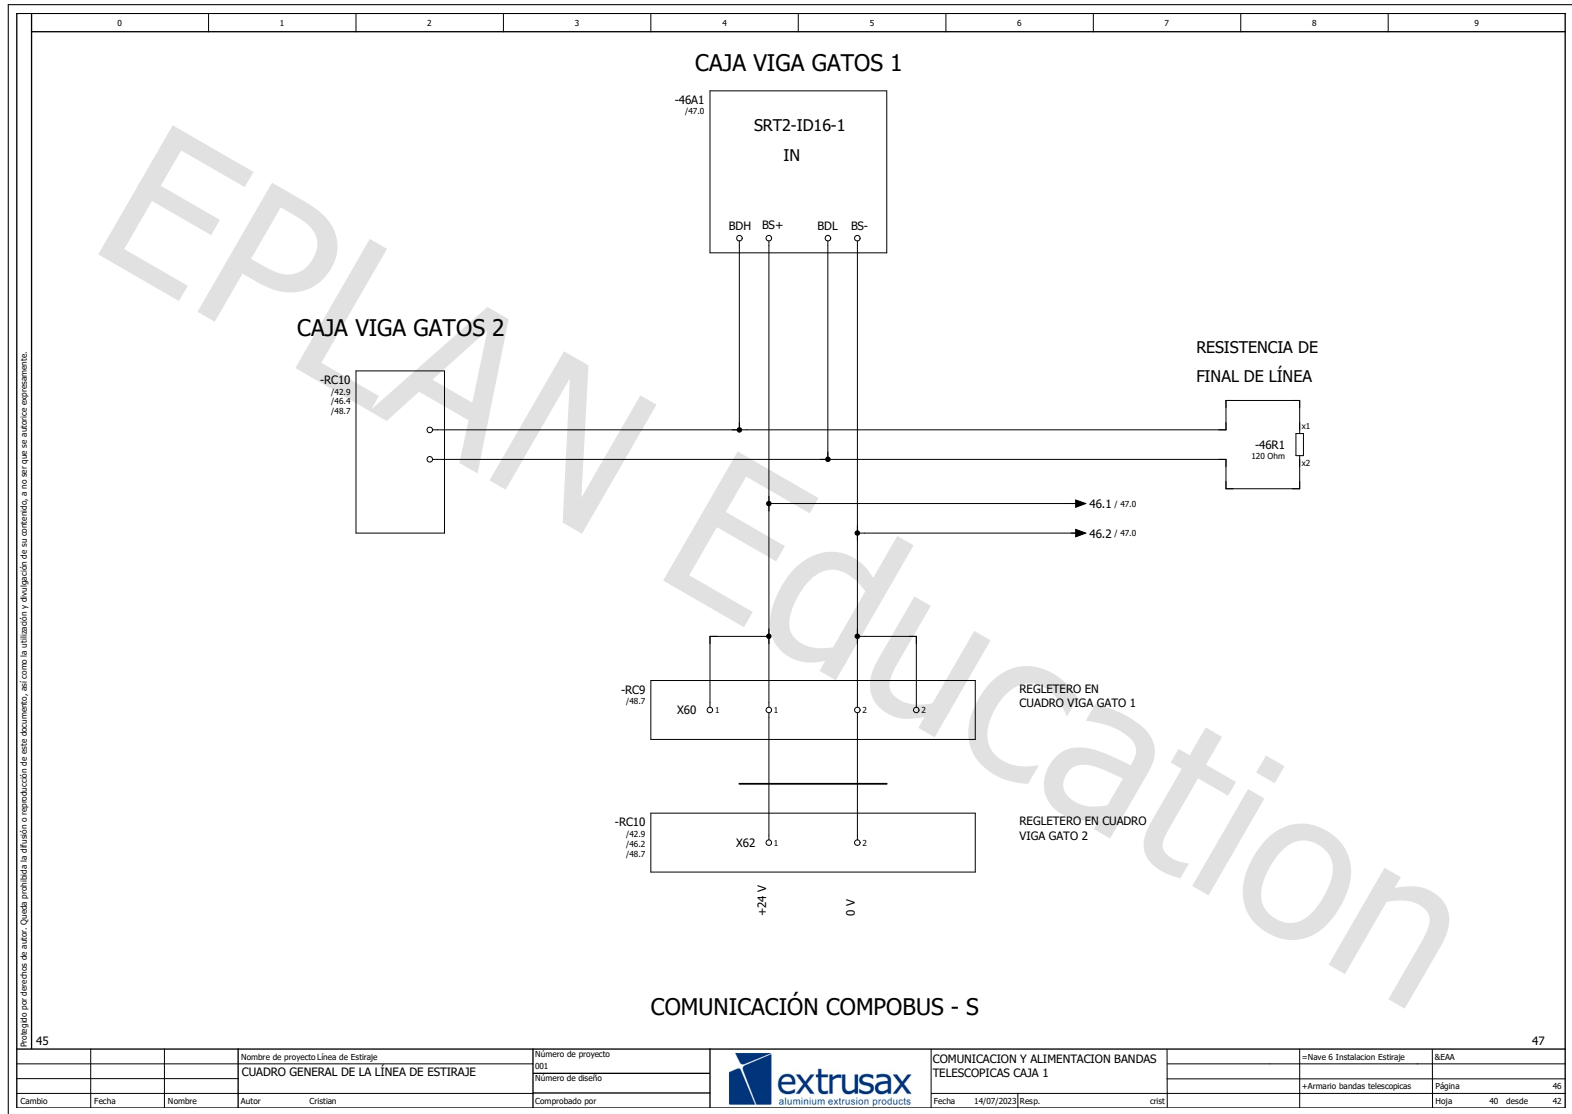 0 1 2 3 4 5 6 7 8 9
CAJA VIGA GATOS 1
-46A1
/47.0
SRT2-ID16-1
IN
BDH BS+ BDL BS-
CAJA VIGA GATOS 2
-RC10
/42.9
/46.4
/48.7
RESISTENCIA DE
FINAL DE LÍNEA
-46R1
120 Ohm
x1
x2
46.1 / 47.0
46.2 / 47.0
-RC9
/48.7
X60 1 1 2 2
REGLETERO EN
CUADRO VIGA GATO 1
-RC10
/42.9
/46.2
/48.7
X62 1 2
REGLETERO EN CUADRO
VIGA GATO 2
+24 V
0 V
COMUNICACIÓN COMPOBUS - S
EPLAN Education
Protegido por derechos de autor. Queda prohibida la difusión o reproducción de este documento, así como la utilización y divulgación de su contenido, a no ser que se autorice expresamente.
45
47
Cambio Fecha Nombre
Nombre de proyecto Línea de Estiraje
CUADRO GENERAL DE LA LÍNEA DE ESTIRAJE
Autor Cristian
Número de proyecto
001
Número de diseño
Comprobado por
extrusax
aluminium extrusion products
COMUNICACION Y ALIMENTACION BANDAS
TELESCOPICAS CAJA 1
Fecha 14/07/2023 Resp. crist
=Nave 6 Instalacion Estiraje
+Armario bandas telescopicas
&EAA
Página 46
Hoja 40 desde 42